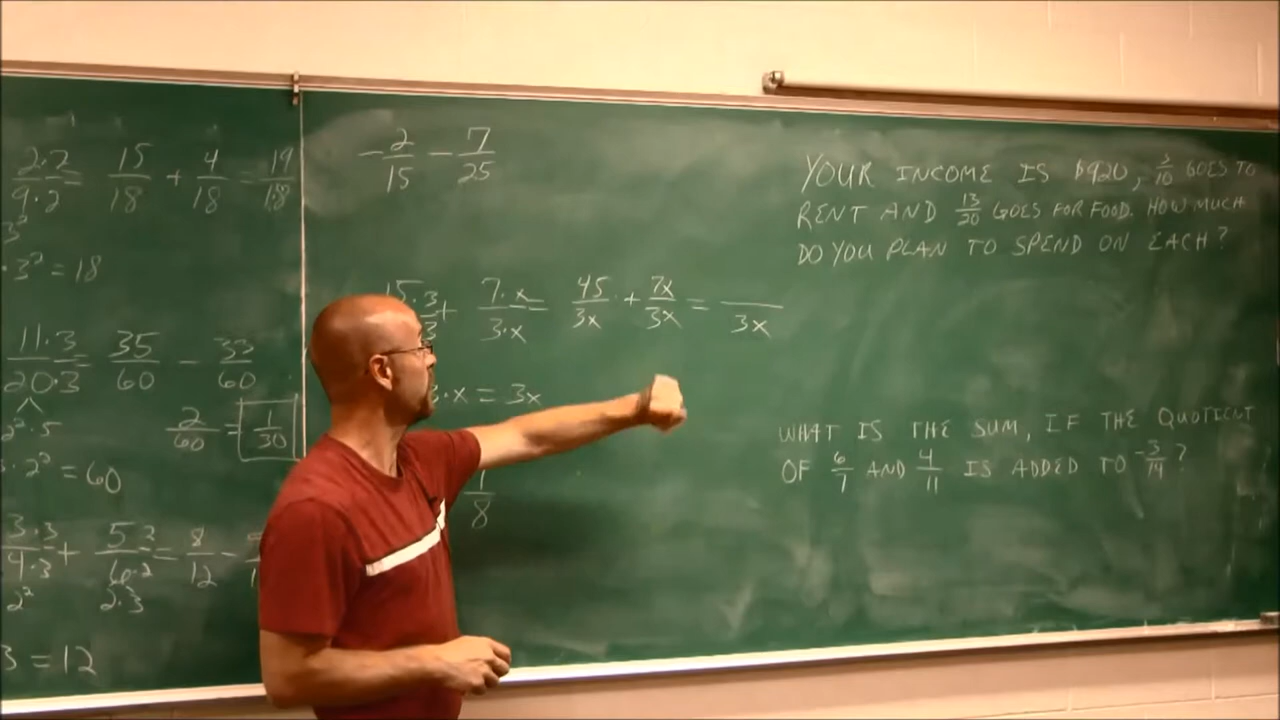 2·2/9·2 = 15/18 + 4/18 = 19/18
3²
·3² = 18
11·3/20·3 = 35/60 - 33/60
2²·5
2/60 = 1/30
·2² = 60
3·3/4·3 + 5·2/6·2 = 8/12 -
2² 2·3
3 = 12
-2/15 - 7/25
15·3/3 + 7·x/3·x = 45/3x + 7x/3x = /3x
3·x = 3x
1/8
YOUR INCOME IS $920, 3/10 GOES TO
RENT AND 13/20 GOES FOR FOOD. HOW MUCH
DO YOU PLAN TO SPEND ON EACH?
WHAT IS THE SUM, IF THE QUOTIENT
OF 6/7 AND 4/11 IS ADDED TO -3/14?